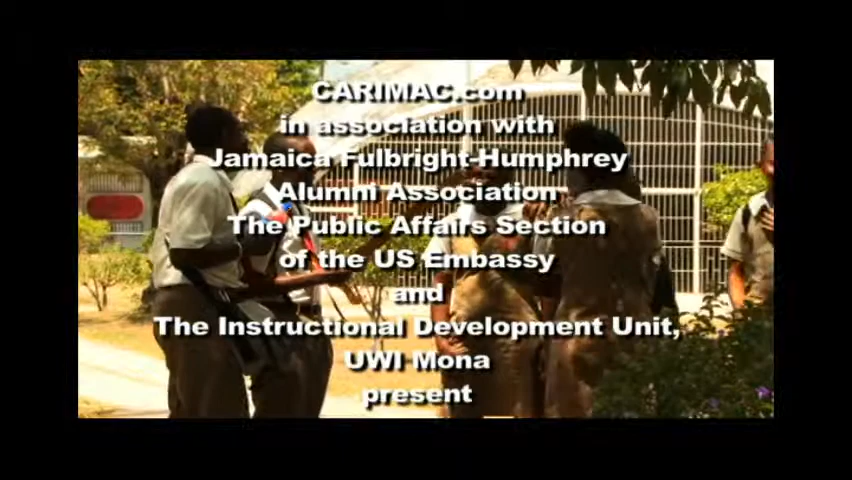 CARIMAC.com
in association with
Jamaica Fulbright-Humphrey
Alumni Association
The Public Affairs Section
of the US Embassy
and
The Instructional Development Unit,
UWI Mona
present